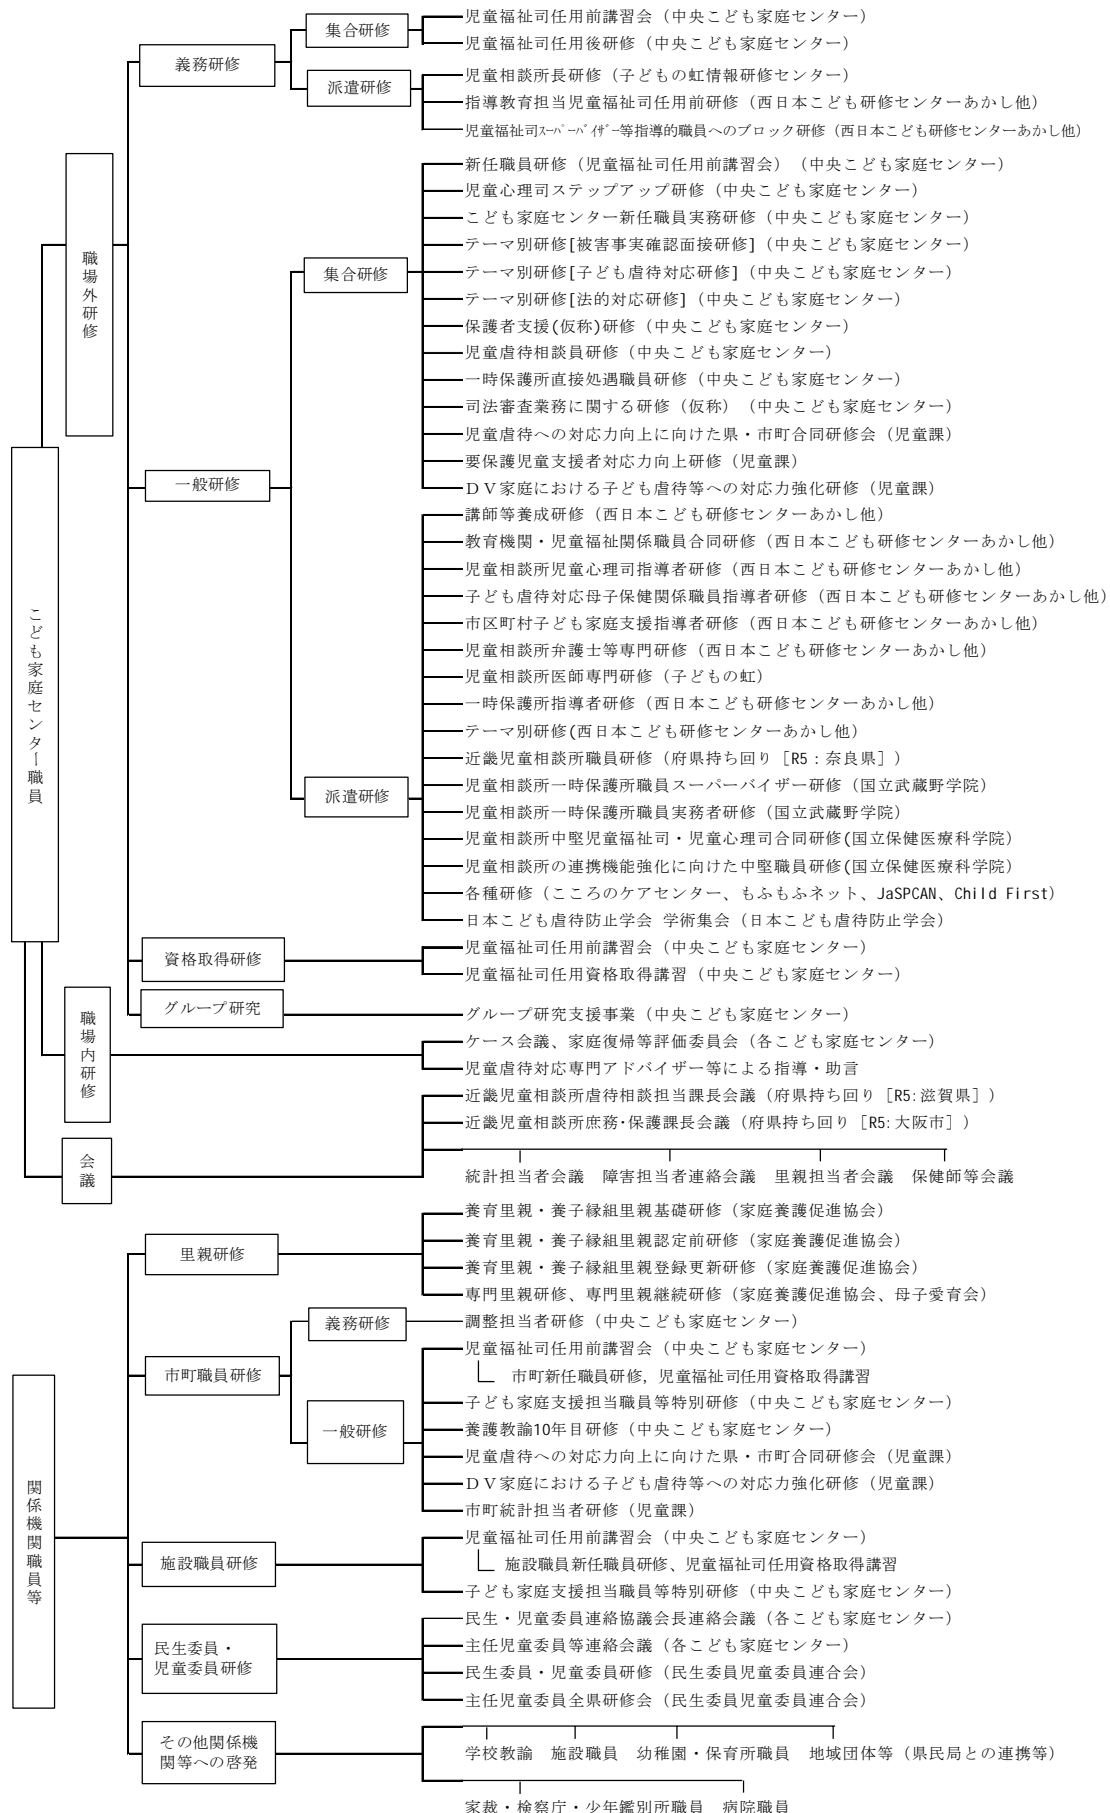 こども家庭センター職員
職場外研修
義務研修
集合研修
児童福祉司任用前講習会（中央こども家庭センター）
児童福祉司任用後研修（中央こども家庭センター）
派遣研修
児童相談所長研修（子どもの虹情報研修センター）
指導教育担当児童福祉司任用前研修（西日本こども研修センターあかし他）
児童福祉司ｽｰﾊﾟｰﾊﾞｲｻﾞｰ等指導的職員へのブロック研修（西日本こども研修センターあかし他）
一般研修
集合研修
新任職員研修（児童福祉司任用前講習会）（中央こども家庭センター）
児童心理司ステップアップ研修（中央こども家庭センター）
こども家庭センター新任職員実務研修（中央こども家庭センター）
テーマ別研修[被害事実確認面接研修]（中央こども家庭センター）
テーマ別研修[子ども虐待対応研修]（中央こども家庭センター）
テーマ別研修[法的対応研修]（中央こども家庭センター）
保護者支援(仮称)研修（中央こども家庭センター）
児童虐待相談員研修（中央こども家庭センター）
一時保護所直接処遇職員研修（中央こども家庭センター）
司法審査業務に関する研修（仮称）（中央こども家庭センター）
児童虐待への対応力向上に向けた県・市町合同研修会（児童課）
要保護児童支援者対応力向上研修（児童課）
ＤＶ家庭における子ども虐待等への対応力強化研修（児童課）
派遣研修
講師等養成研修（西日本こども研修センターあかし他）
教育機関・児童福祉関係職員合同研修（西日本こども研修センターあかし他）
児童相談所児童心理司指導者研修（西日本こども研修センターあかし他）
子ども虐待対応母子保健関係職員指導者研修（西日本こども研修センターあかし他）
市区町村子ども家庭支援指導者研修（西日本こども研修センターあかし他）
児童相談所弁護士等専門研修（西日本こども研修センターあかし他）
児童相談所医師専門研修（子どもの虹）
一時保護所指導者研修（西日本こども研修センターあかし他）
テーマ別研修(西日本こども研修センターあかし他）
近畿児童相談所職員研修（府県持ち回り［R5：奈良県］）
児童相談所一時保護所職員スーパーバイザー研修（国立武蔵野学院）
児童相談所一時保護所職員実務者研修（国立武蔵野学院）
児童相談所中堅児童福祉司・児童心理司合同研修(国立保健医療科学院）
児童相談所の連携機能強化に向けた中堅職員研修(国立保健医療科学院）
各種研修（こころのケアセンター、もふもふネット、JaSPCAN、Child First）
日本こども虐待防止学会 学術集会（日本こども虐待防止学会）
資格取得研修
児童福祉司任用前講習会（中央こども家庭センター）
児童福祉司任用資格取得講習（中央こども家庭センター）
グループ研究
グループ研究支援事業（中央こども家庭センター）
職場内研修
ケース会議、家庭復帰等評価委員会（各こども家庭センター）
児童虐待対応専門アドバイザー等による指導・助言
会議
近畿児童相談所虐待相談担当課長会議（府県持ち回り［R5:滋賀県］）
近畿児童相談所庶務･保護課長会議（府県持ち回り［R5:大阪市］）
統計担当者会議　障害担当者連絡会議　里親担当者会議　保健師等会議
関係機関職員等
里親研修
養育里親・養子縁組里親基礎研修（家庭養護促進協会）
養育里親・養子縁組里親認定前研修（家庭養護促進協会）
養育里親・養子縁組里親登録更新研修（家庭養護促進協会）
専門里親研修、専門里親継続研修（家庭養護促進協会、母子愛育会）
市町職員研修
義務研修
調整担当者研修（中央こども家庭センター）
一般研修
児童福祉司任用前講習会（中央こども家庭センター）
市町新任職員研修，児童福祉司任用資格取得講習
子ども家庭支援担当職員等特別研修（中央こども家庭センター）
養護教諭10年目研修（中央こども家庭センター）
児童虐待への対応力向上に向けた県・市町合同研修会（児童課）
ＤＶ家庭における子ども虐待等への対応力強化研修（児童課）
市町統計担当者研修（児童課）
施設職員研修
児童福祉司任用前講習会（中央こども家庭センター）
施設職員新任職員研修、児童福祉司任用資格取得講習
子ども家庭支援担当職員等特別研修（中央こども家庭センター）
民生委員・
児童委員研修
民生・児童委員連絡協議会長連絡会議（各こども家庭センター）
主任児童委員等連絡会議（各こども家庭センター）
民生委員・児童委員研修（民生委員児童委員連合会）
主任児童委員全県研修会（民生委員児童委員連合会）
その他関係機
関等への啓発
学校教諭　施設職員　幼稚園・保育所職員　地域団体等（県民局との連携等）
家裁・検察庁・少年鑑別所職員　病院職員